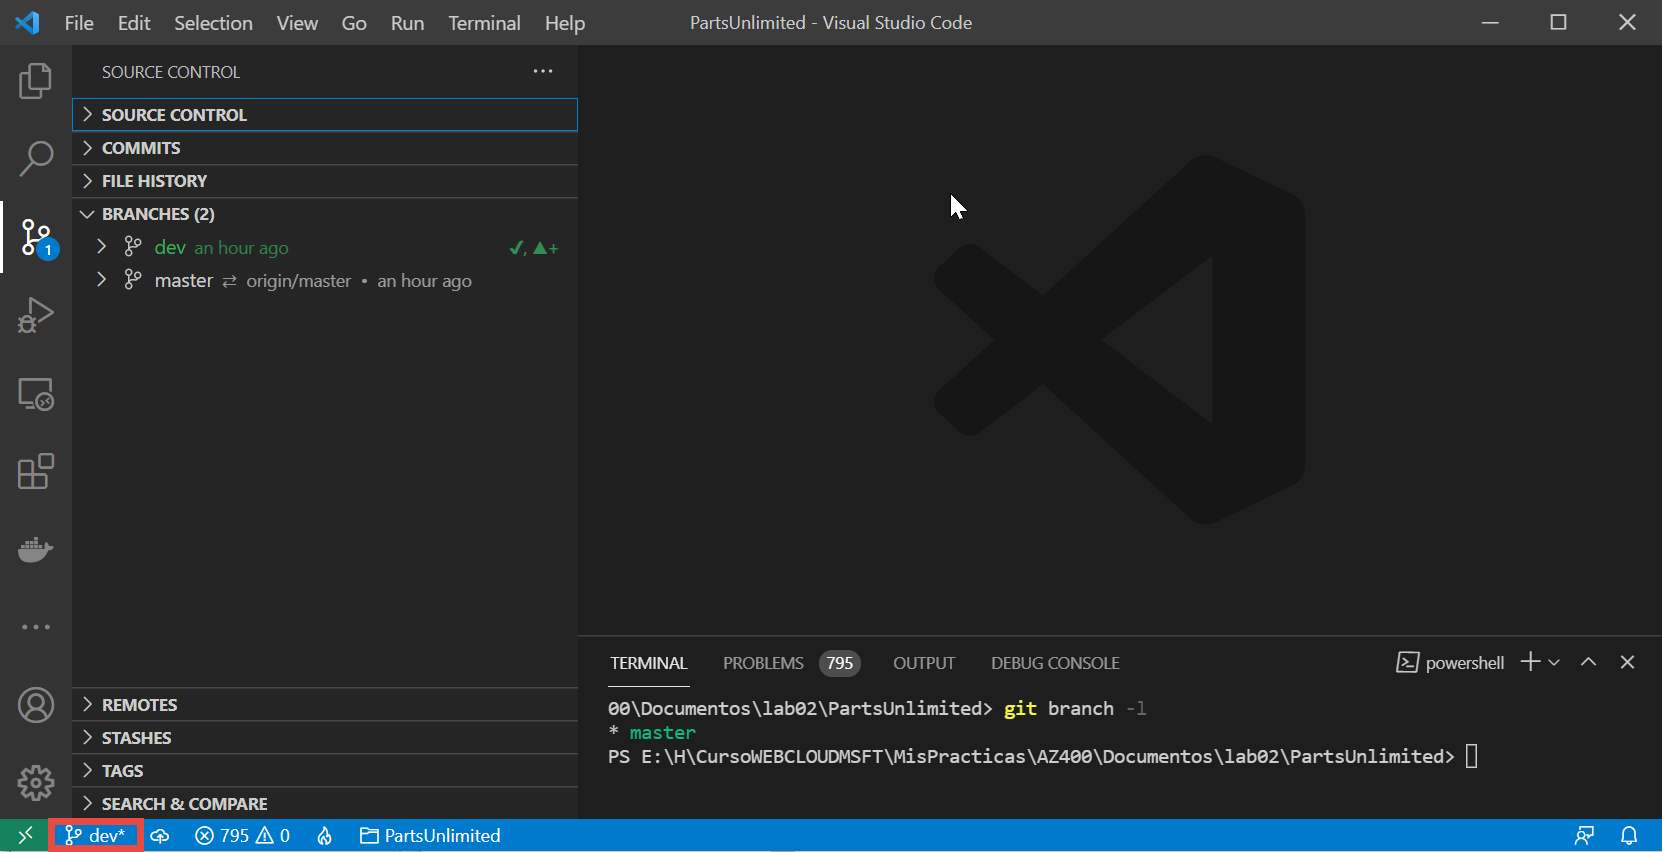 File Edit Selection View Go Run Terminal Help PartsUnlimited - Visual Studio Code
SOURCE CONTROL ···
SOURCE CONTROL
COMMITS
FILE HISTORY
BRANCHES (2)
dev an hour ago ✓, ▲+
master ⇄ origin/master • an hour ago
1
REMOTES
STASHES
TAGS
SEARCH & COMPARE
TERMINAL PROBLEMS 795 OUTPUT DEBUG CONSOLE powershell
00\Documentos\lab02\PartsUnlimited> git branch -l
* master
PS E:\H\CursoWEBCLOUDMSFT\MisPracticas\AZ400\Documentos\lab02\PartsUnlimited>
dev* 795 0 PartsUnlimited